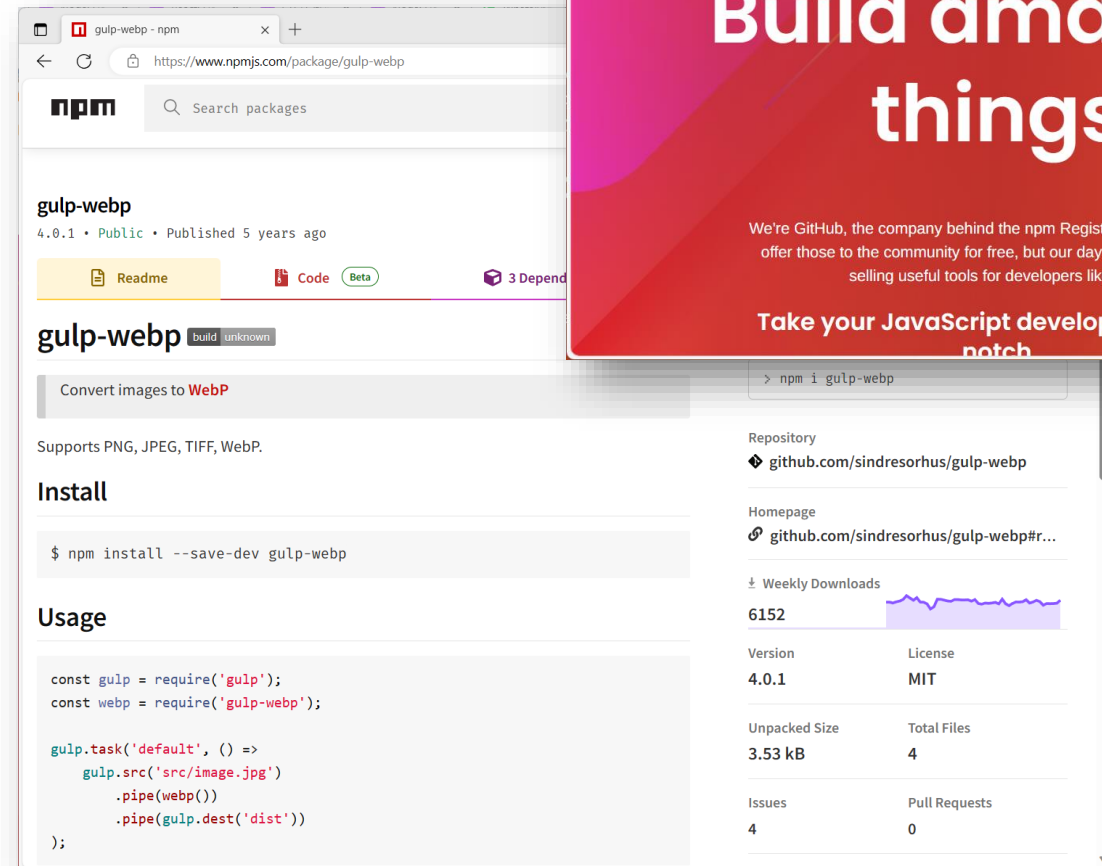 gulp-webp - npm
https://www.npmjs.com/package/gulp-webp
npm
Search packages
gulp-webp
4.0.1 • Public • Published 5 years ago
Readme
Code Beta
3 Depend
gulp-webp build unknown
Convert images to WebP
Supports PNG, JPEG, TIFF, WebP.
Install
$ npm install --save-dev gulp-webp
Usage
const gulp = require('gulp');
const webp = require('gulp-webp');
gulp.task('default', () =>
gulp.src('src/image.jpg')
.pipe(webp())
.pipe(gulp.dest('dist'))
);
Build ama
things
We're GitHub, the company behind the npm Regist
offer those to the community for free, but our day
selling useful tools for developers lik
Take your JavaScript develop
notch
> npm i gulp-webp
Repository
github.com/sindresorhus/gulp-webp
Homepage
github.com/sindresorhus/gulp-webp#r...
Weekly Downloads
6152
Version License
4.0.1 MIT
Unpacked Size Total Files
3.53 kB 4
Issues Pull Requests
4 0